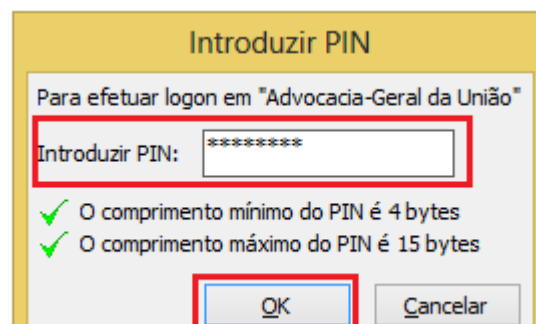 Introduzir PIN
Para efetuar logon em "Advocacia-Geral da União"
Introduzir PIN: ********
O comprimento mínimo do PIN é 4 bytes
O comprimento máximo do PIN é 15 bytes
OK Cancelar